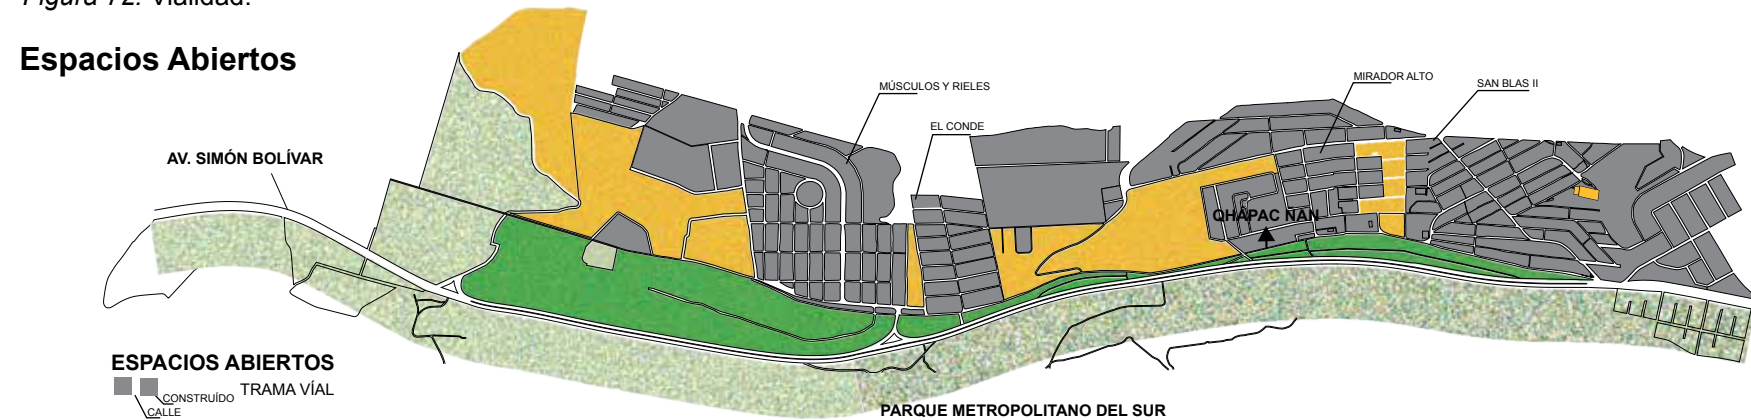 Figura 72. Vialidad.
Espacios Abiertos
MÚSCULOS Y RIELES
MIRADOR ALTO
SAN BLAS II
EL CONDE
AV. SIMÓN BOLÍVAR
QHAPAC ÑAN
ESPACIOS ABIERTOS
CONSTRUÍDO TRAMA VÍAL
CALLE
PARQUE METROPOLITANO DEL SUR